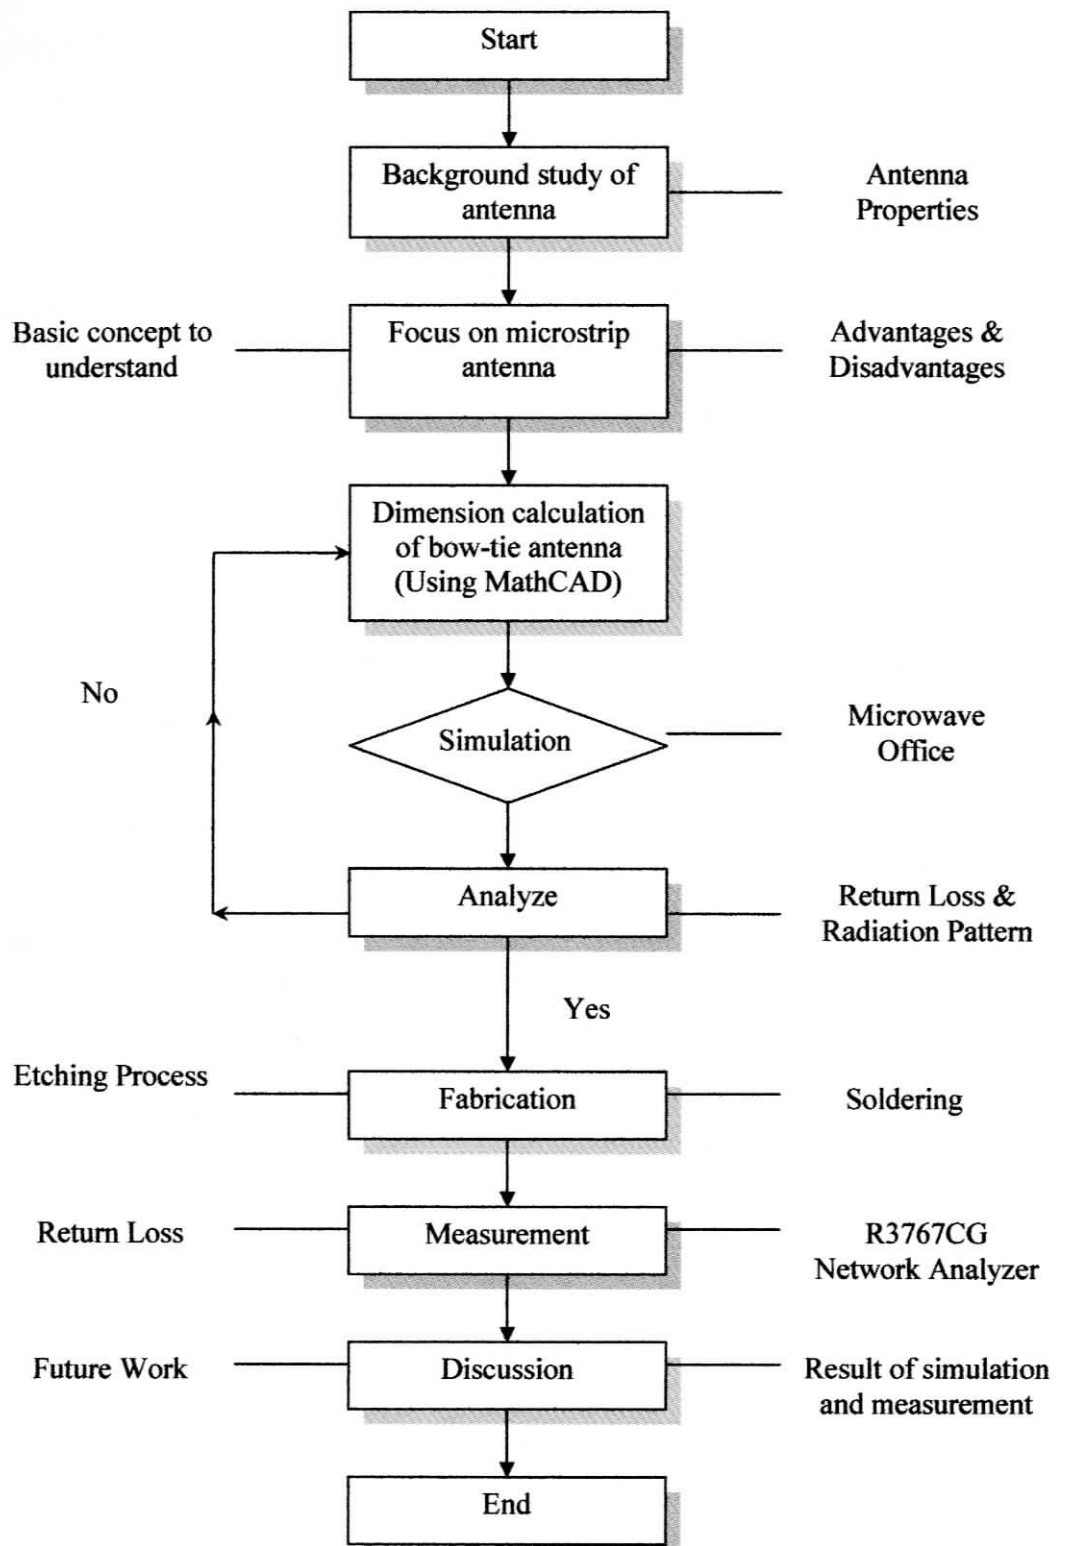 Start
Background study of
antenna
Antenna
Properties
Basic concept to
understand
Focus on microstrip
antenna
Advantages &
Disadvantages
Dimension calculation
of bow-tie antenna
(Using MathCAD)
No
Simulation
Microwave
Office
Analyze
Return Loss &
Radiation Pattern
Yes
Etching Process
Fabrication
Soldering
Return Loss
Measurement
R3767CG
Network Analyzer
Future Work
Discussion
Result of simulation
and measurement
End